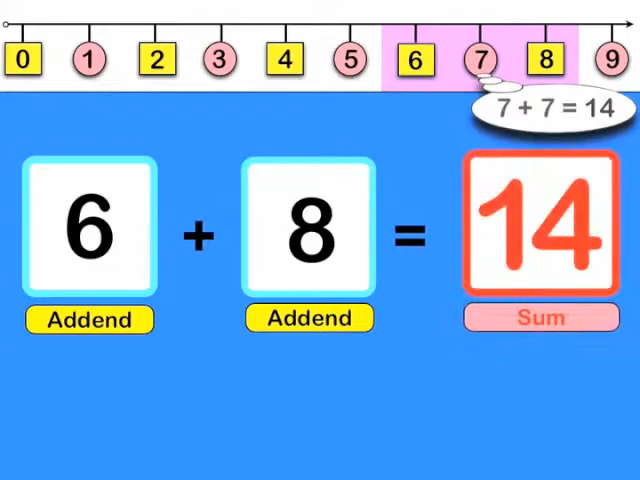 0 1 2 3 4 5 6 7 8 9
7 + 7 = 14
6 + 8 = 14
Addend Addend Sum